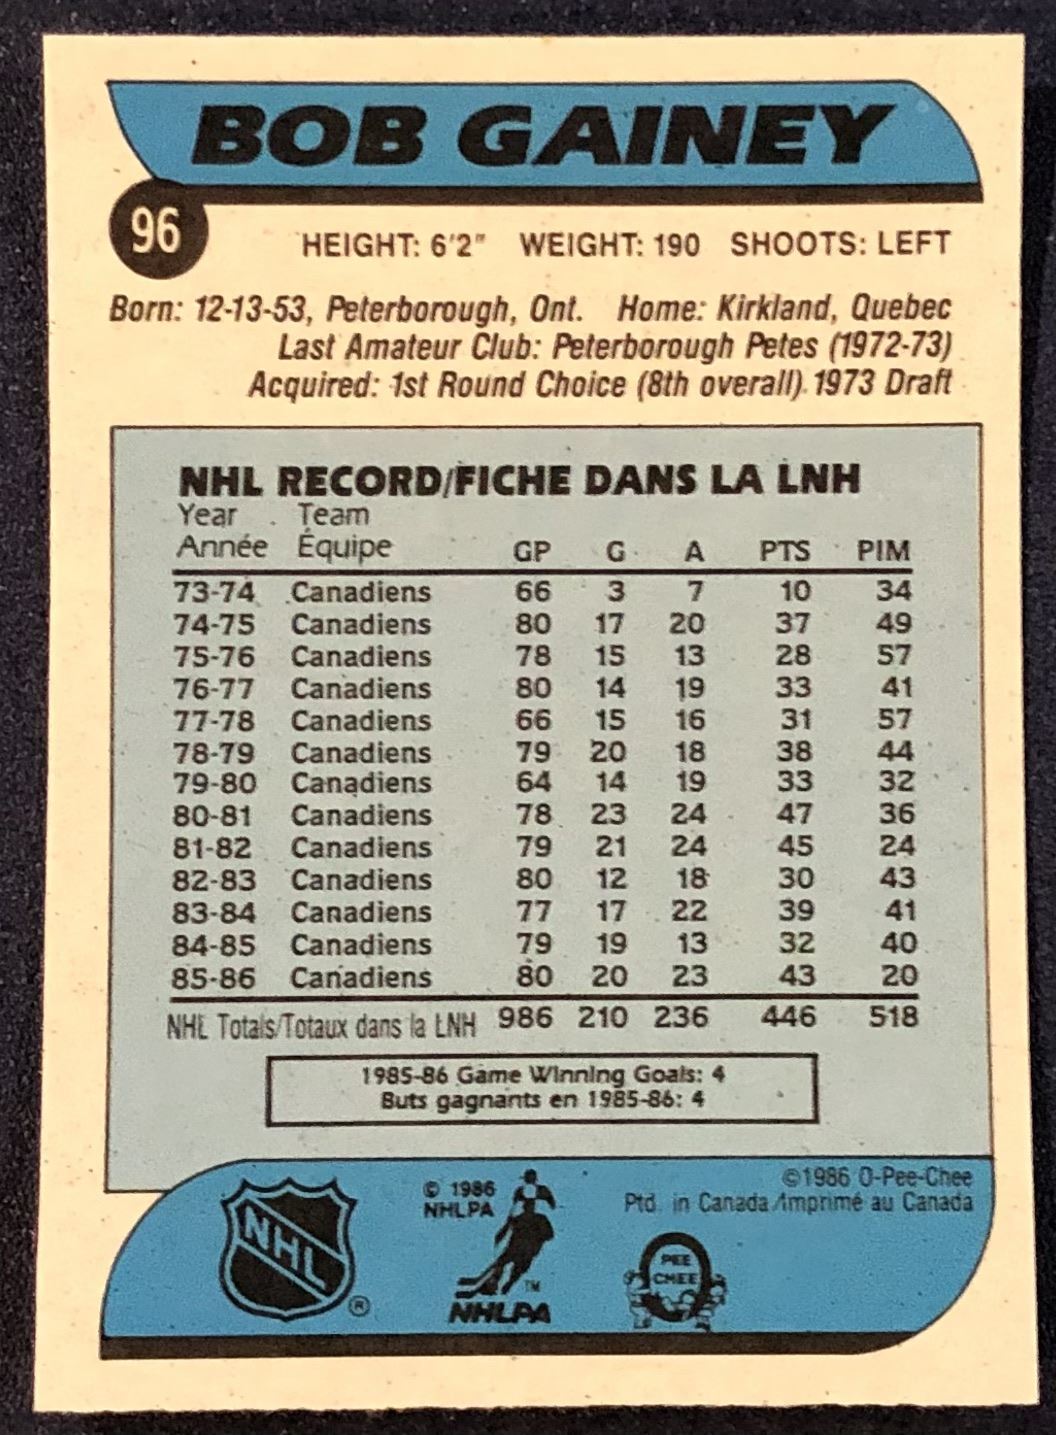 BOB GAINEY
96
HEIGHT: 6'2" WEIGHT: 190 SHOOTS: LEFT
Born: 12-13-53, Peterborough, Ont. Home: Kirkland, Quebec
Last Amateur Club: Peterborough Petes (1972-73)
Acquired: 1st Round Choice (8th overall). 1973 Draft
NHL RECORD/FICHE DANS LA LNH
Year Team
Année Équipe GP G A PTS PIM
73-74 Canadiens 66 3 7 10 34
74-75 Canadiens 80 17 20 37 49
75-76 Canadiens 78 15 13 28 57
76-77 Canadiens 80 14 19 33 41
77-78 Canadiens 66 15 16 31 57
78-79 Canadiens 79 20 18 38 44
79-80 Canadiens 64 14 19 33 32
80-81 Canadiens 78 23 24 47 36
81-82 Canadiens 79 21 24 45 24
82-83 Canadiens 80 12 18 30 43
83-84 Canadiens 77 17 22 39 41
84-85 Canadiens 79 19 13 32 40
85-86 Canadiens 80 20 23 43 20
NHL Totals/Totaux dans la LNH 986 210 236 446 518
1985-86 Game Winning Goals: 4
Buts gagnants en 1985-86: 4
©1986 O-Pee-Chee
Ptd. in Canada/Imprimé au Canada
© 1986
NHLPA
NHL
®
TM
NHLPA
O
PEE
CHEE